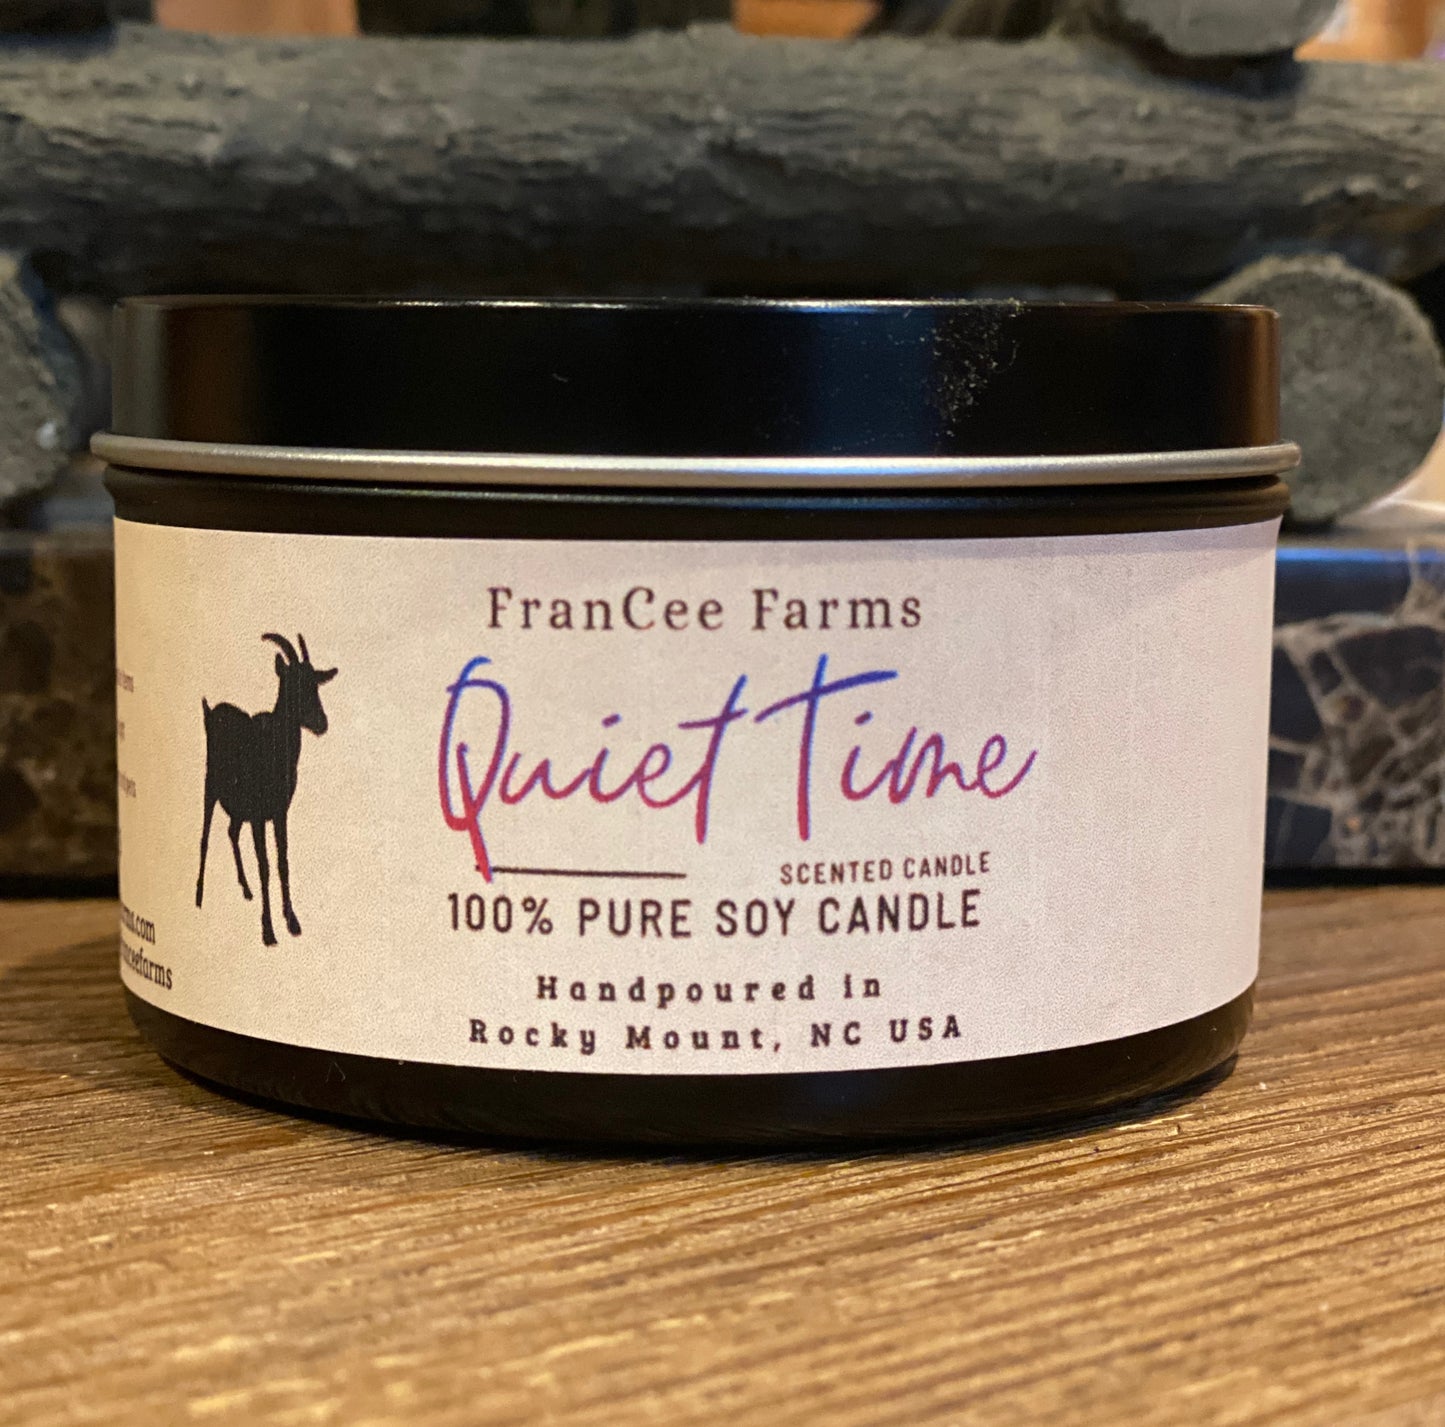 FranCee Farms
Quiet Time
SCENTED CANDLE
100% PURE SOY CANDLE
Handpoured in
Rocky Mount, NC USA